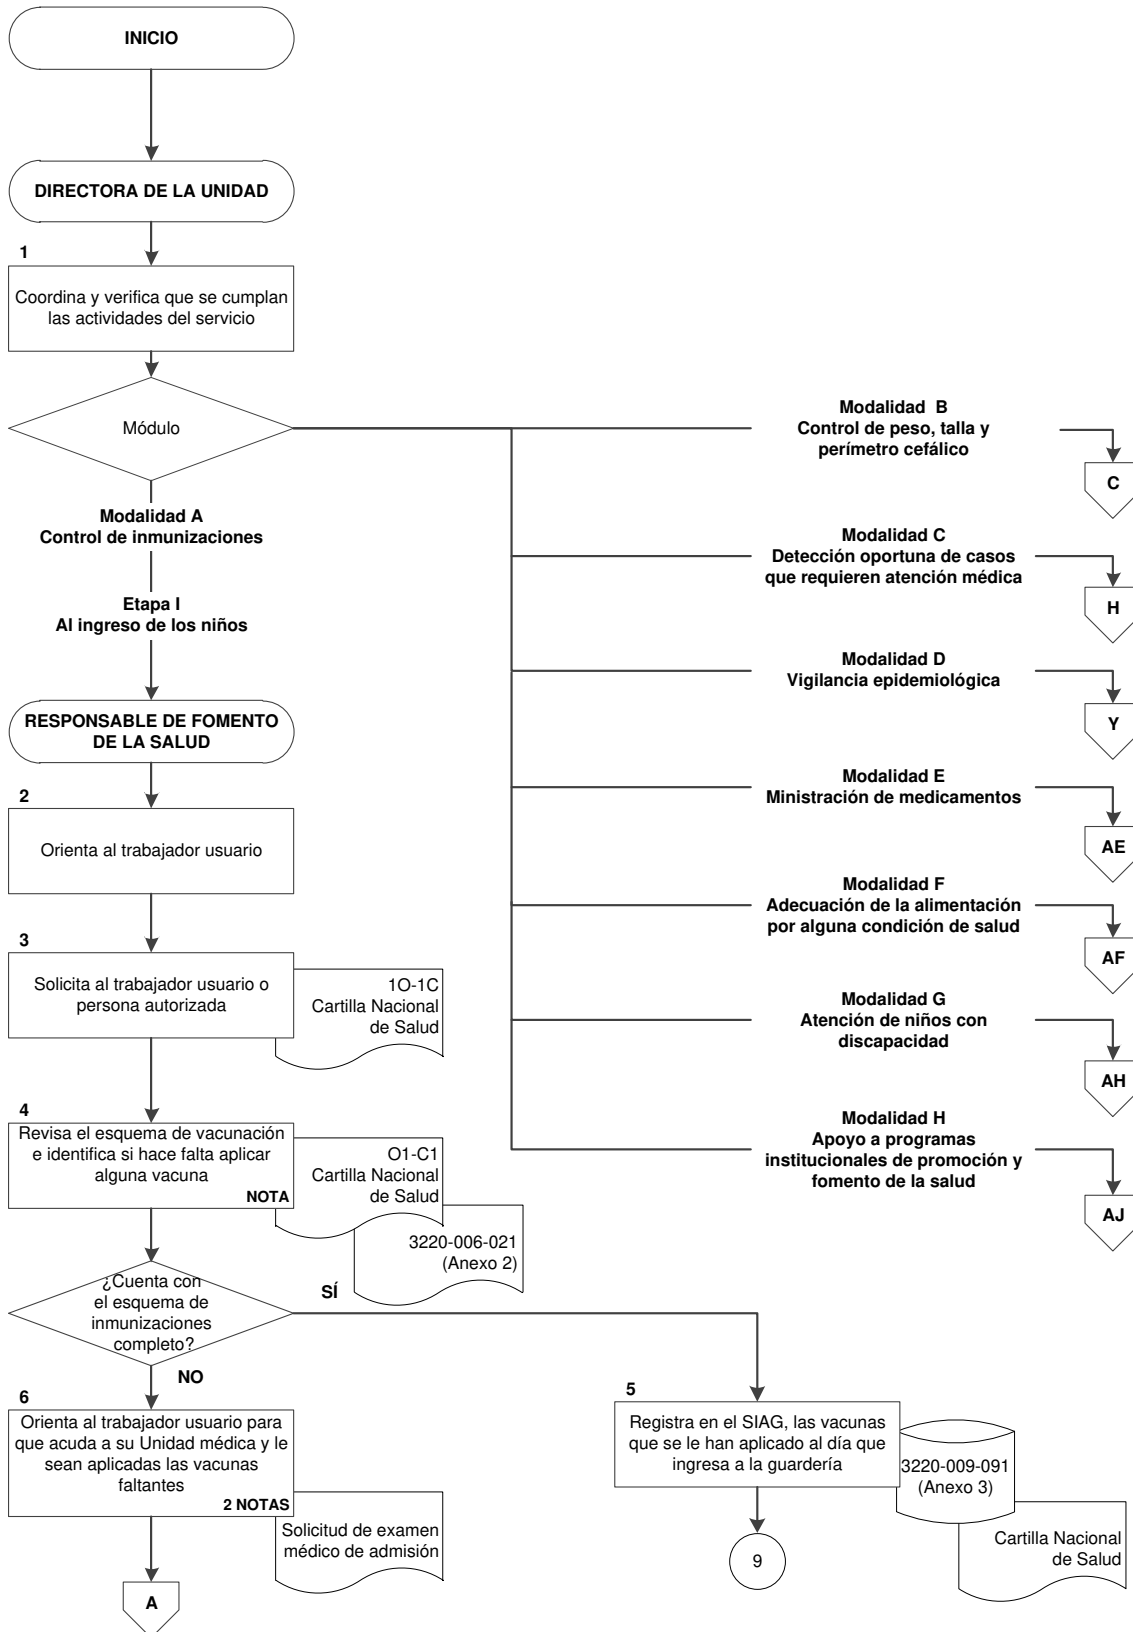 INICIO
DIRECTORA DE LA UNIDAD
1
Coordina y verifica que se cumplan
las actividades del servicio
Módulo
Modalidad A
Control de inmunizaciones
Etapa I
Al ingreso de los niños
RESPONSABLE DE FOMENTO
DE LA SALUD
2
Orienta al trabajador usuario
3
Solicita al trabajador usuario o
persona autorizada
1O-1C
Cartilla Nacional
de Salud
4
Revisa el esquema de vacunación
e identifica si hace falta aplicar
alguna vacuna
NOTA
O1-C1
Cartilla Nacional
de Salud
3220-006-021
(Anexo 2)
¿Cuenta con
el esquema de
inmunizaciones
completo?
SÍ
NO
6
Orienta al trabajador usuario para
que acuda a su Unidad médica y le
sean aplicadas las vacunas
faltantes
2 NOTAS
Solicitud de examen
médico de admisión
A
5
Registra en el SIAG, las vacunas
que se le han aplicado al día que
ingresa a la guardería
3220-009-091
(Anexo 3)
Cartilla Nacional
de Salud
9
Modalidad B
Control de peso, talla y
perímetro cefálico
C
Modalidad C
Detección oportuna de casos
que requieren atención médica
H
Modalidad D
Vigilancia epidemiológica
Y
Modalidad E
Ministración de medicamentos
AE
Modalidad F
Adecuación de la alimentación
por alguna condición de salud
AF
Modalidad G
Atención de niños con
discapacidad
AH
Modalidad H
Apoyo a programas
institucionales de promoción y
fomento de la salud
AJ